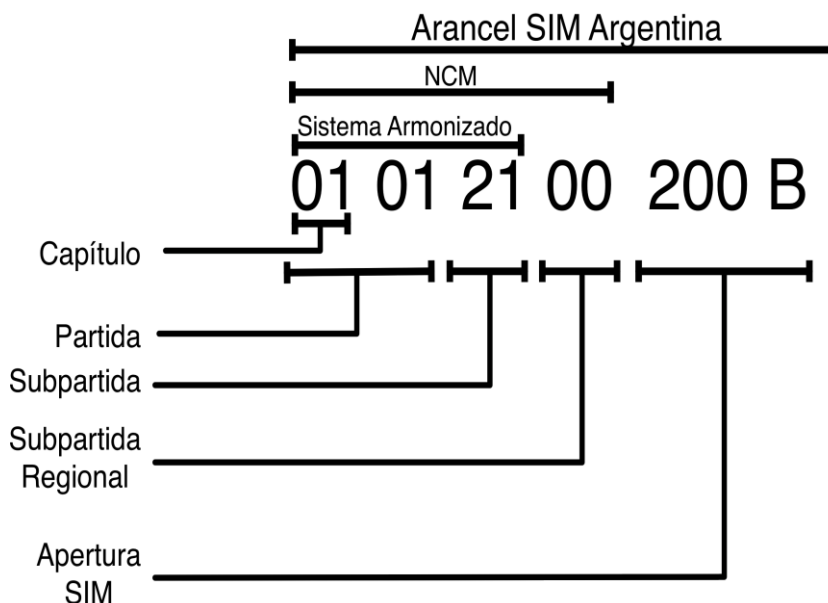 Arancel SIM Argentina
NCM
Sistema Armonizado
01 01 21 00 200 B
Capítulo
Partida
Subpartida
Subpartida
Regional
Apertura
SIM